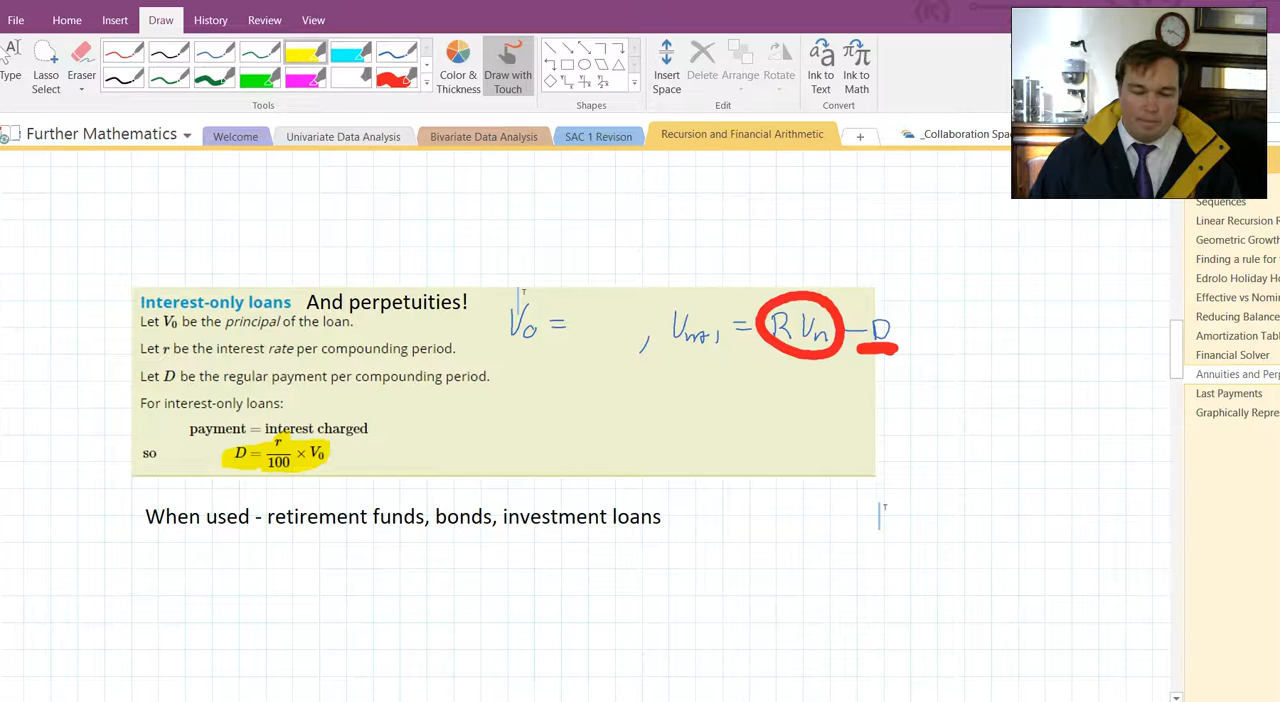 File Home Insert Draw History Review View
Type Lasso Select Eraser Color & Thickness Draw with Touch Insert Space Delete Arrange Rotate Ink to Text Ink to Math
Tools Shapes Edit Convert
Further Mathematics Welcome Univariate Data Analysis Bivariate Data Analysis SAC 1 Revison Recursion and Financial Arithmetic + _Collaboration Spa
Sequences
Linear Recursion R
Geometric Growth
Finding a rule for
Edrolo Holiday Ho
Effective vs Nomin
Reducing Balance
Amortization Tabl
Financial Solver
Annuities and Perp
Last Payments
Graphically Repre
Interest-only loans And perpetuities!
Let V₀ be the principal of the loan.
Let r be the interest rate per compounding period.
Let D be the regular payment per compounding period.
For interest-only loans:
payment = interest charged
so D = r/100 × V₀
V₀ = , Vₙ₊₁ = R Vₙ − D
When used - retirement funds, bonds, investment loans